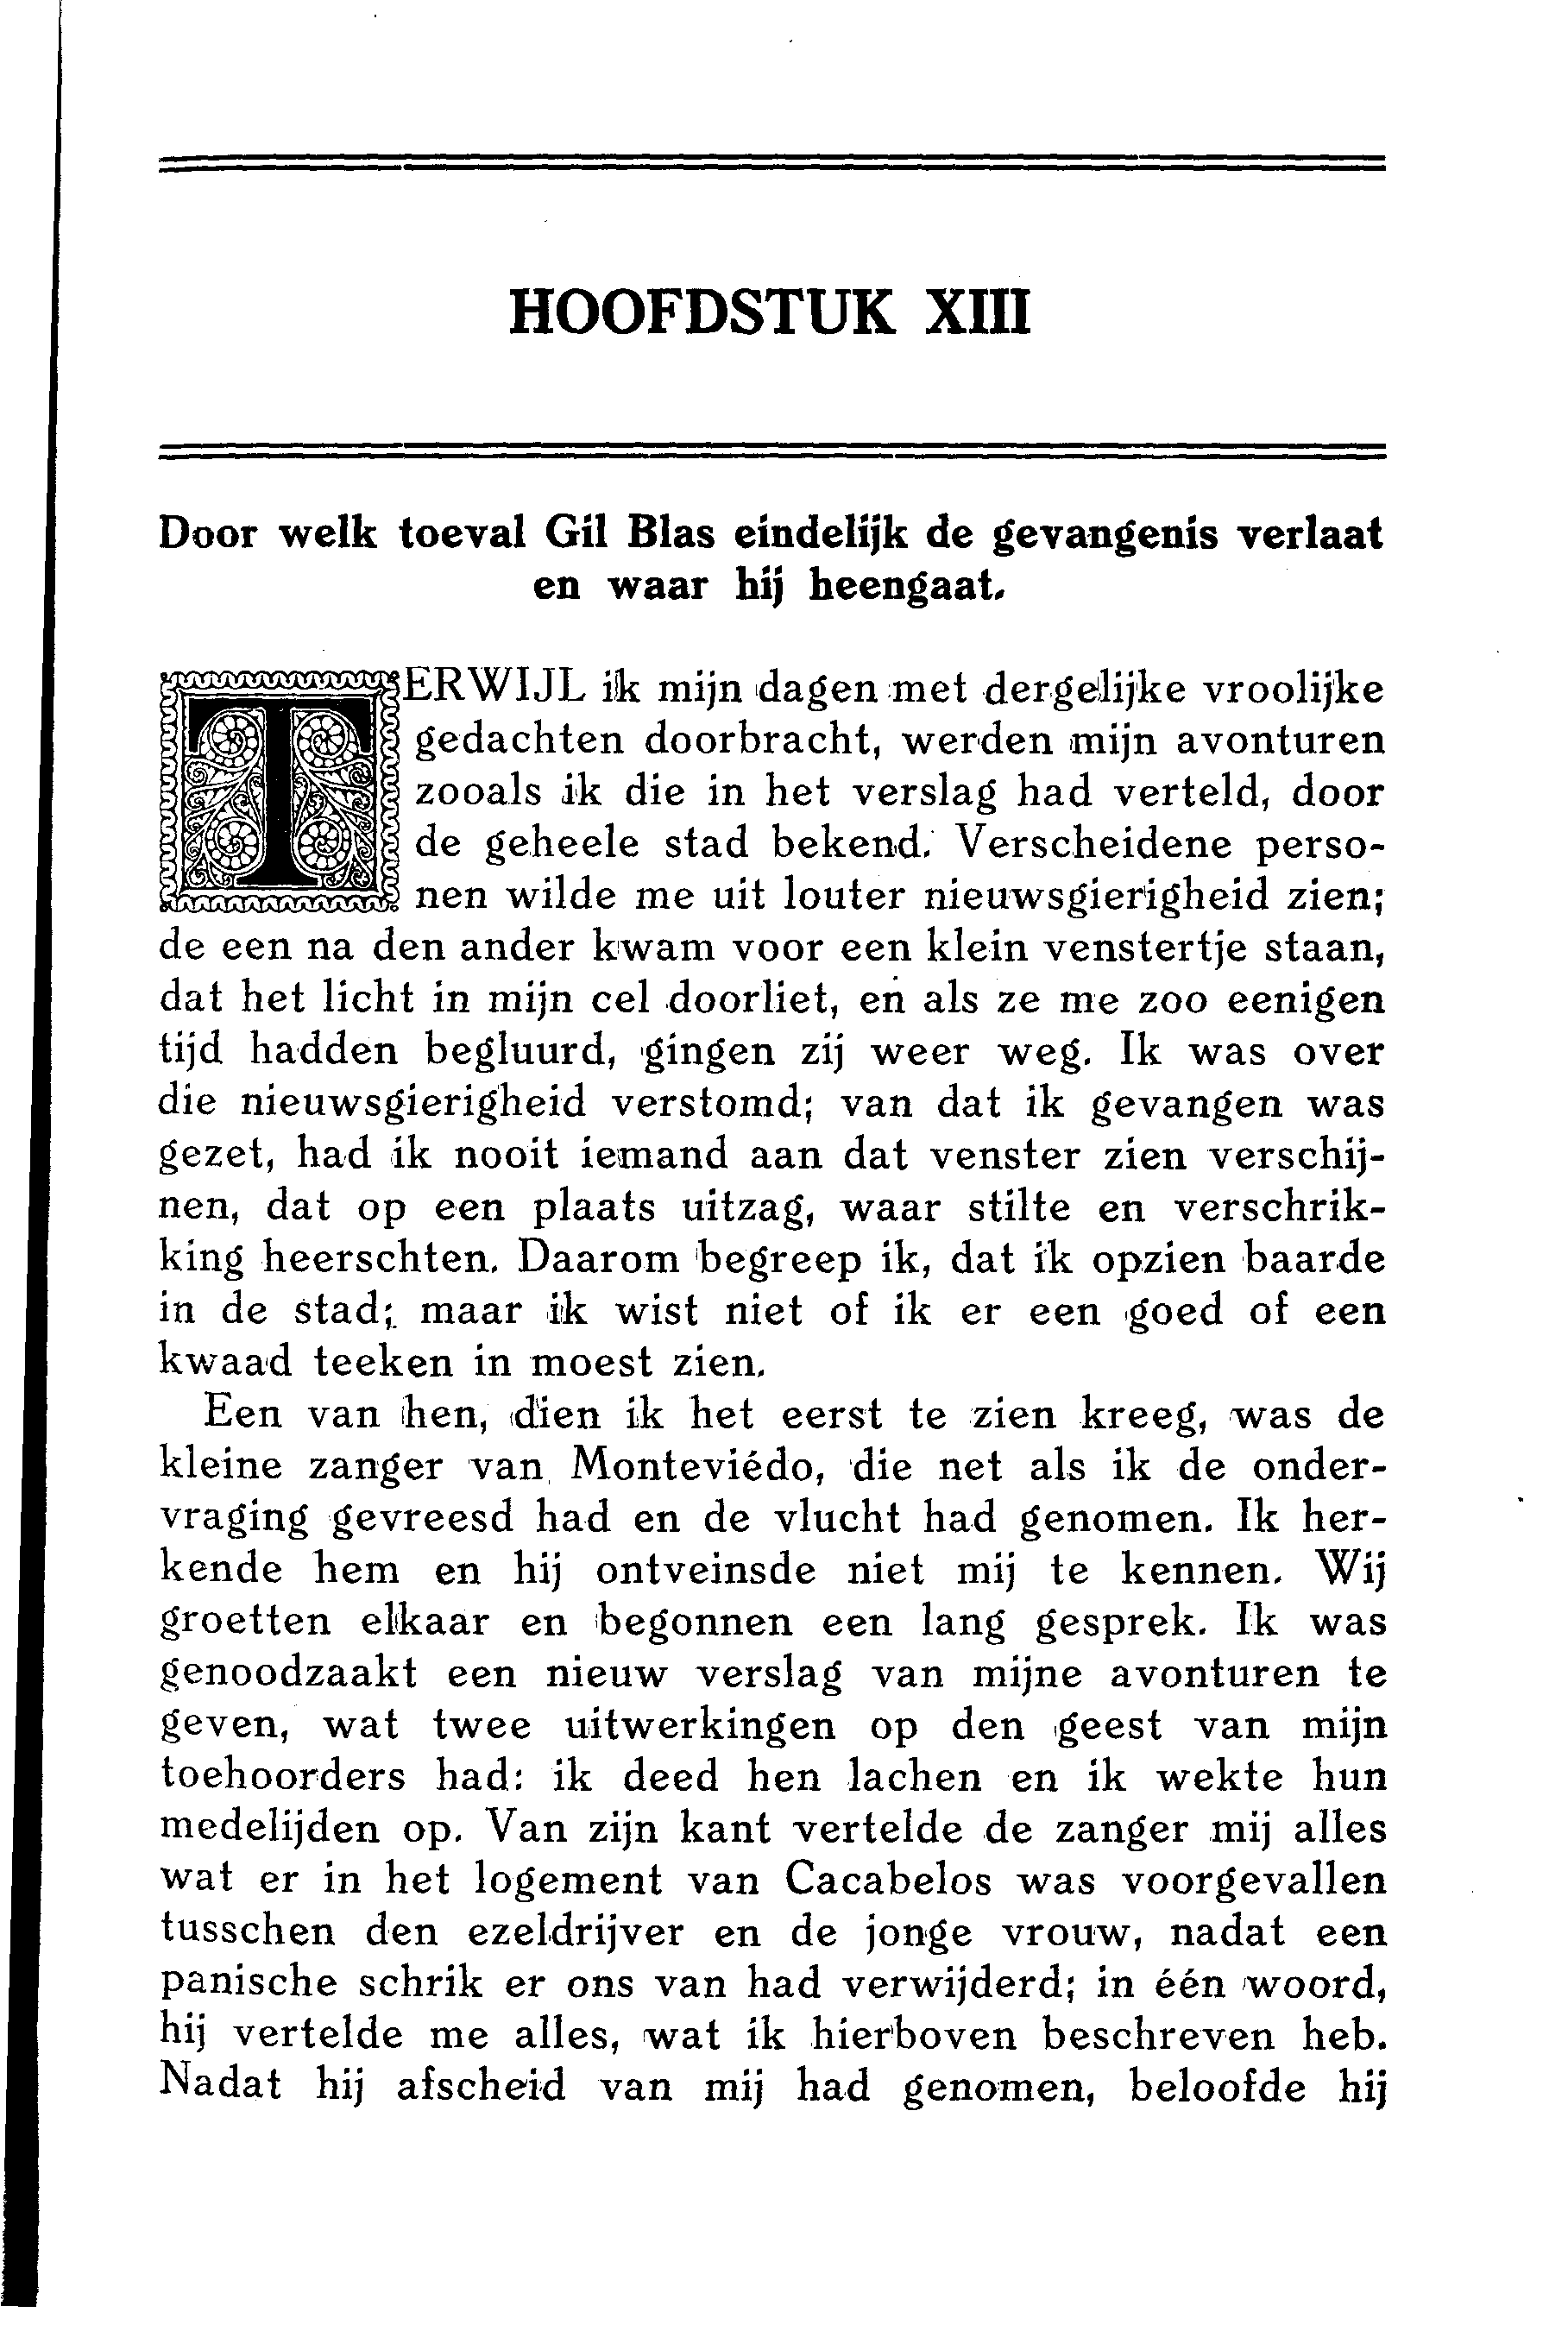 HOOFDSTUK XIII
Door welk toeval Gil Blas eindelijk de gevangenis verlaat
en waar hij heengaat.
TERWIJL ik mijn dagen met dergelijke vroolijke
gedachten doorbracht, werden mijn avonturen
zooals ik die in het verslag had verteld, door
de geheele stad bekend. Verscheidene perso-
nen wilde me uit louter nieuwsgierigheid zien;
de een na den ander kwam voor een klein venstertje staan,
dat het licht in mijn cel doorliet, en als ze me zoo eenigen
tijd hadden begluurd, gingen zij weer weg. Ik was over
die nieuwsgierigheid verstomd; van dat ik gevangen was
gezet, had ik nooit iemand aan dat venster zien verschij-
nen, dat op een plaats uitzag, waar stilte en verschrik-
king heerschten. Daarom begreep ik, dat ik opzien baarde
in de stad; maar ik wist niet of ik er een goed of een
kwaad teeken in moest zien.
Een van hen, dien ik het eerst te zien kreeg, was de
kleine zanger van Monteviédo, die net als ik de onder-
vraging gevreesd had en de vlucht had genomen. Ik her-
kende hem en hij ontveinsde niet mij te kennen. Wij
groetten elkaar en begonnen een lang gesprek. Ik was
genoodzaakt een nieuw verslag van mijne avonturen te
geven, wat twee uitwerkingen op den geest van mijn
toehoorders had: ik deed hen lachen en ik wekte hun
medelijden op. Van zijn kant vertelde de zanger mij alles
wat er in het logement van Cacabelos was voorgevallen
tusschen den ezeldrijver en de jonge vrouw, nadat een
panische schrik er ons van had verwijderd; in één woord,
hij vertelde me alles, wat ik hierboven beschreven heb.
Nadat hij afscheid van mij had genomen, beloofde hij